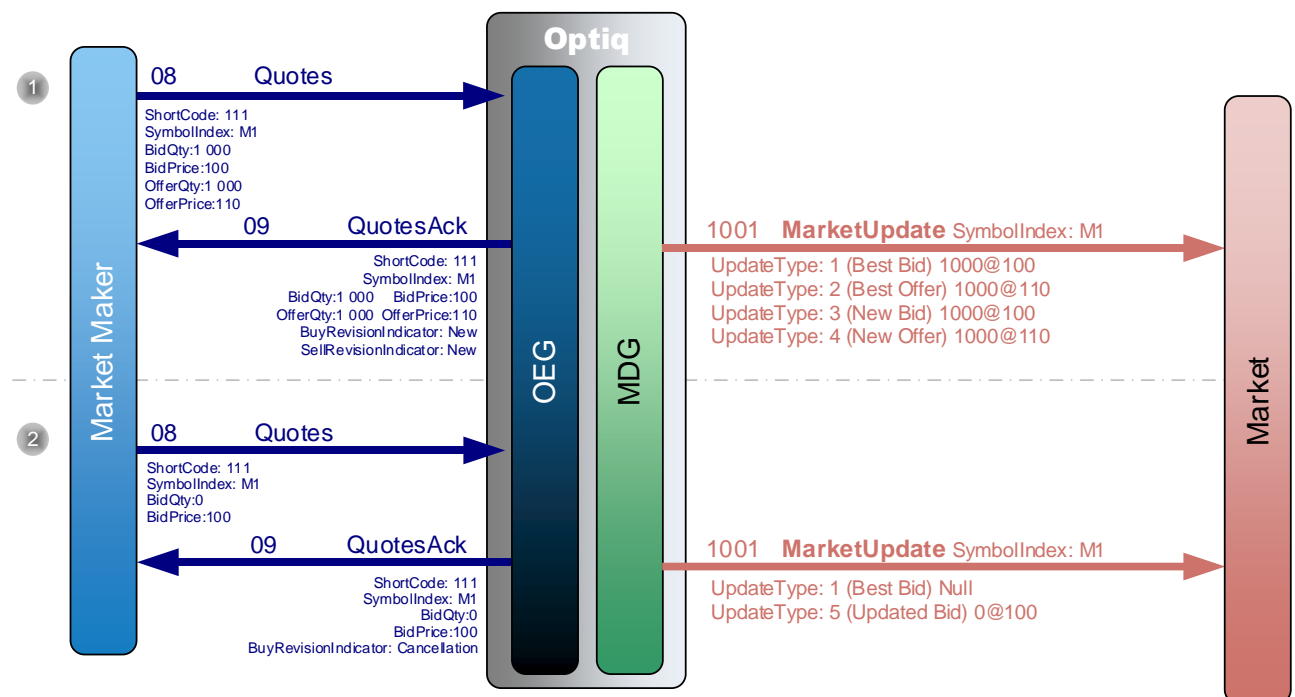 Optiq
1
08 Quotes
ShortCode: 111
SymbolIndex: M1
BidQty:1 000
BidPrice:100
OfferQty:1 000
OfferPrice:110
09 QuotesAck
ShortCode: 111
SymbolIndex: M1
BidQty:1 000 BidPrice:100
OfferQty:1 000 OfferPrice:110
BuyRevisionIndicator: New
SellRevisionIndicator: New
1001 MarketUpdate SymbolIndex: M1
UpdateType: 1 (Best Bid) 1000@100
UpdateType: 2 (Best Offer) 1000@110
UpdateType: 3 (New Bid) 1000@100
UpdateType: 4 (New Offer) 1000@110
Market Maker
OEG
MDG
Market
2
08 Quotes
ShortCode: 111
SymbolIndex: M1
BidQty:0
BidPrice:100
09 QuotesAck
ShortCode: 111
SymbolIndex: M1
BidQty:0
BidPrice:100
BuyRevisionIndicator: Cancellation
1001 MarketUpdate SymbolIndex: M1
UpdateType: 1 (Best Bid) Null
UpdateType: 5 (Updated Bid) 0@100